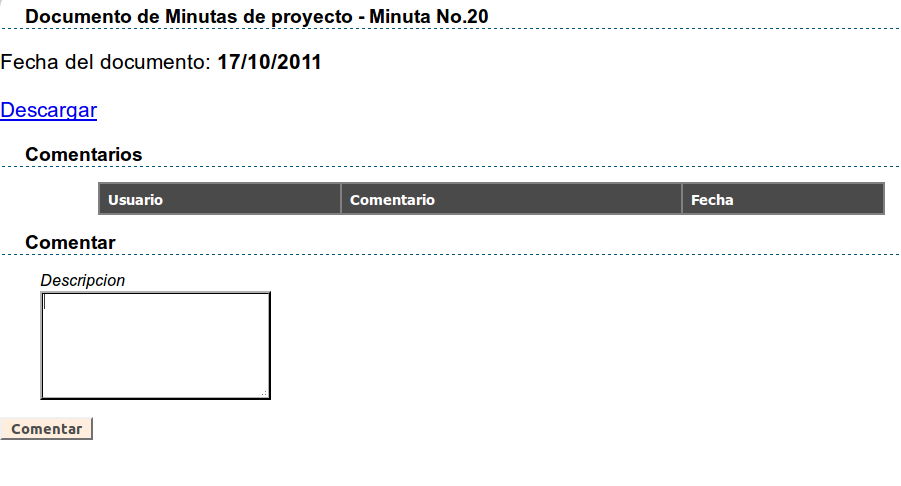 Documento de Minutas de proyecto - Minuta No.20
Fecha del documento: 17/10/2011
Descargar
Comentarios
Usuario Comentario Fecha
Comentar
Descripcion
Comentar